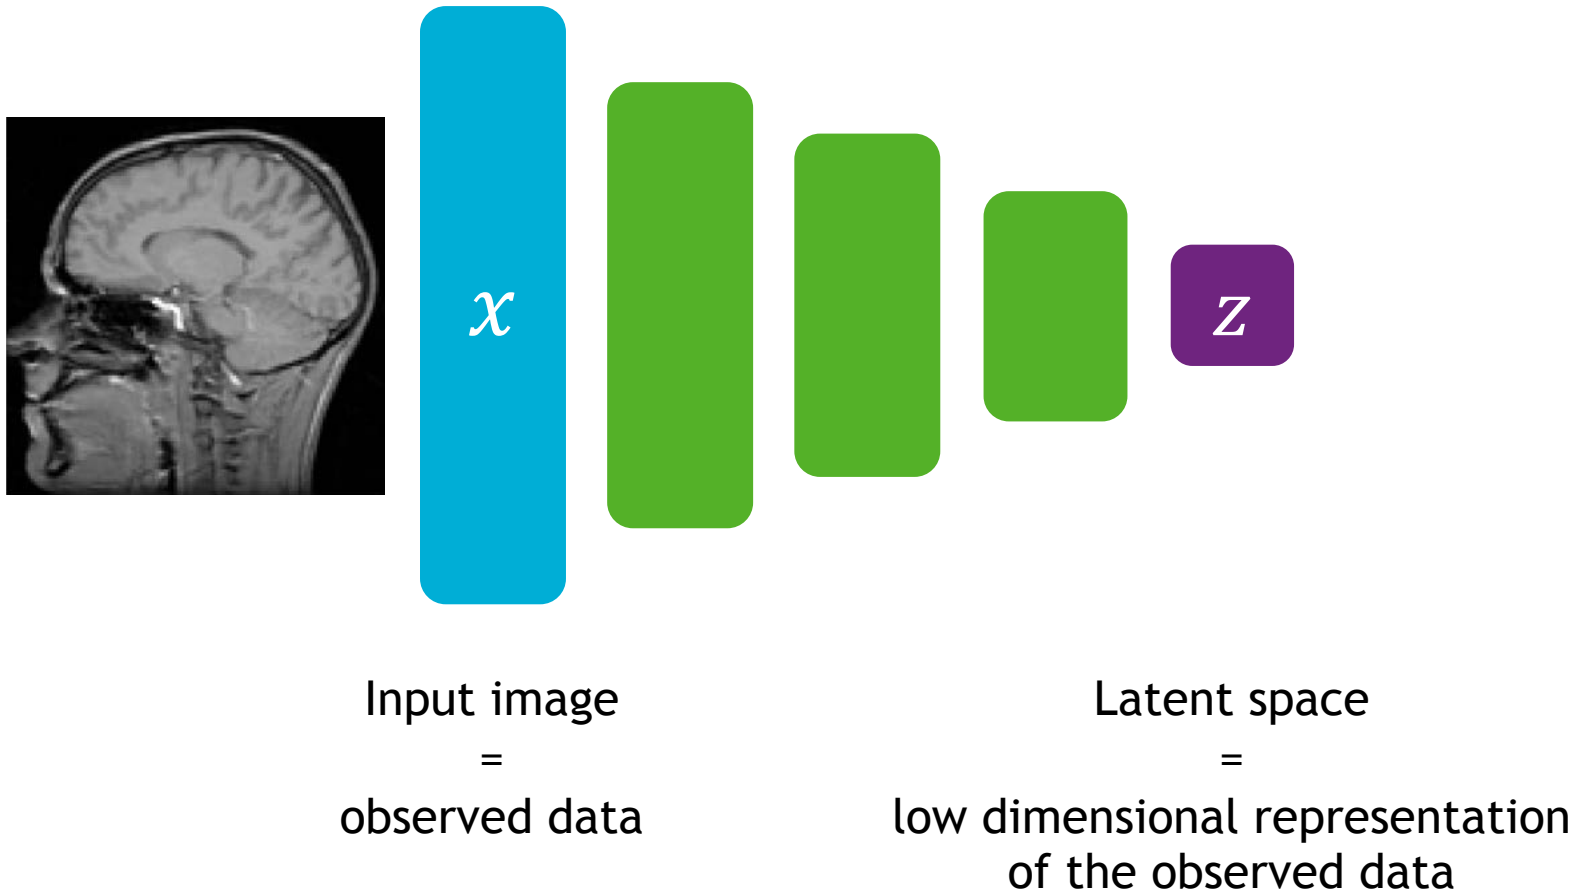 x
z
Input image
=
observed data
Latent space
=
low dimensional representation
of the observed data